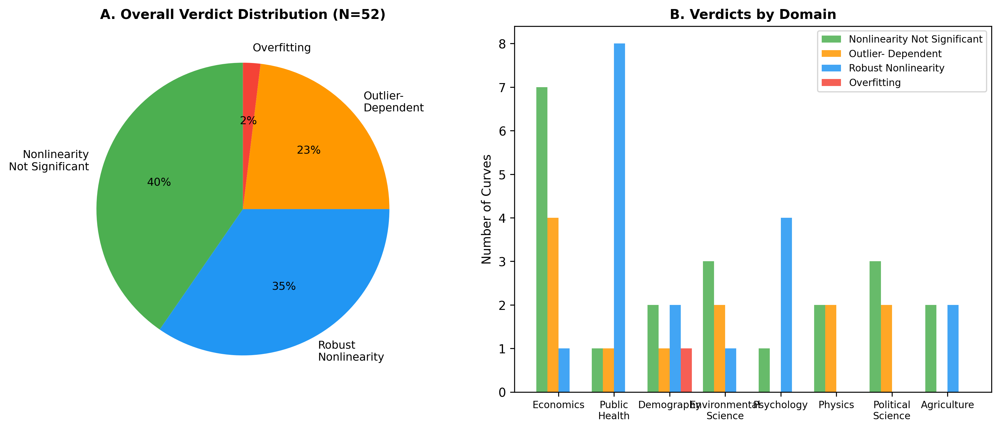 A. Overall Verdict Distribution (N=52)
Overfitting
Outlier-
Dependent
2%
23%
Nonlinearity
Not Significant
40%
35%
Robust
Nonlinearity
B. Verdicts by Domain
Nonlinearity Not Significant
Outlier- Dependent
Robust Nonlinearity
Overfitting
Number of Curves
8
7
6
5
4
3
2
1
0
Economics
Public
Health
Demography
Environmental
Science
Psychology
Physics
Political
Science
Agriculture